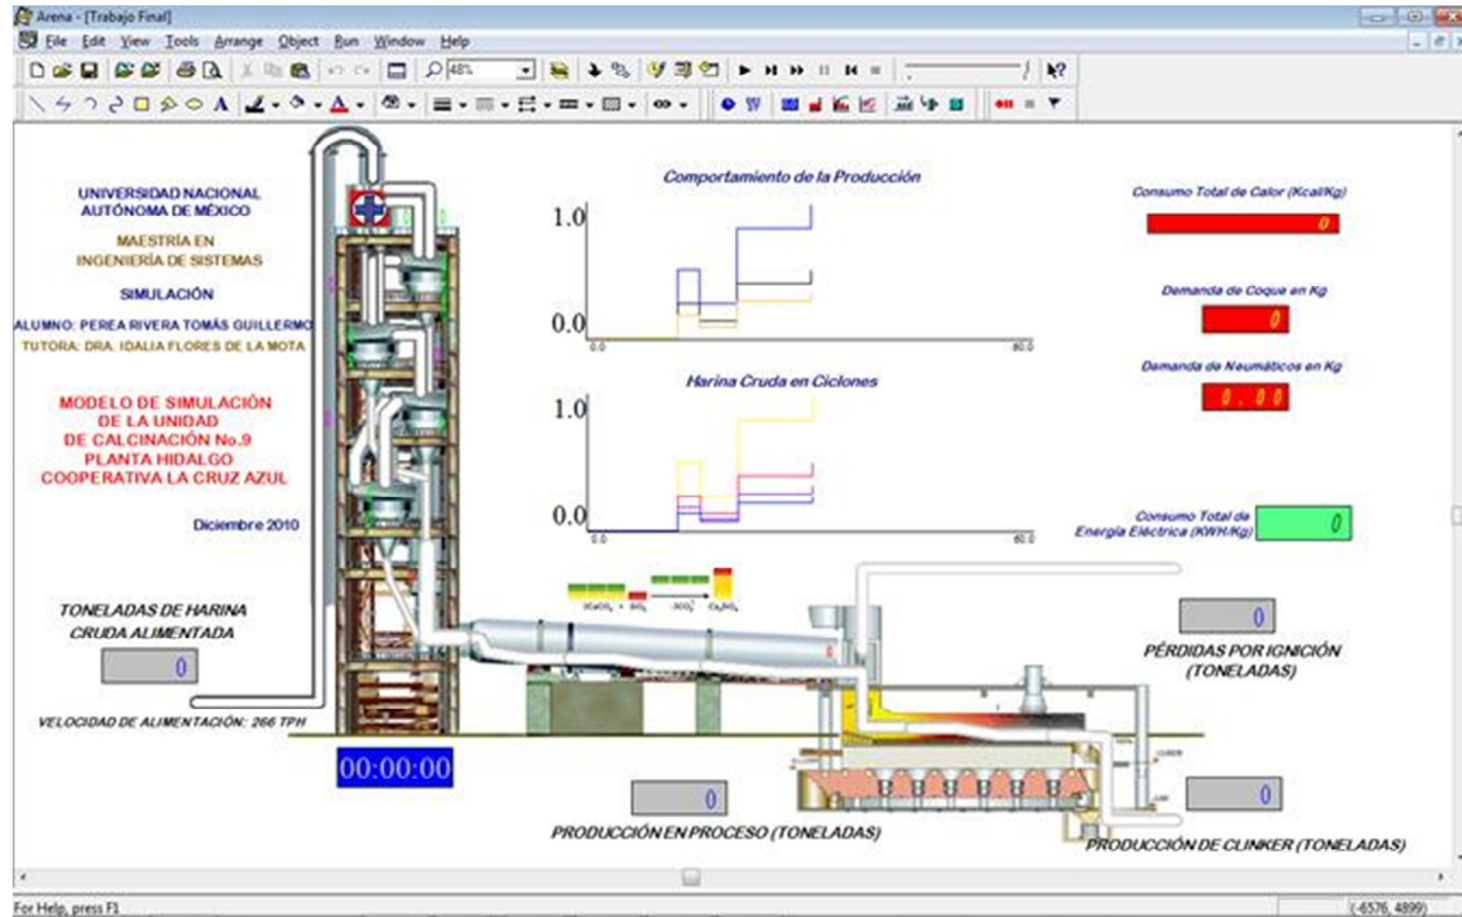 Arena - [Trabajo Final]
File Edit View Tools Arrange Object Run Window Help
48%
UNIVERSIDAD NACIONAL
AUTÓNOMA DE MÉXICO
MAESTRÍA EN
INGENIERÍA DE SISTEMAS
SIMULACIÓN
ALUMNO: PEREA RIVERA TOMÁS GUILLERMO
TUTORA: DRA. IDALIA FLORES DE LA MOTA
MODELO DE SIMULACIÓN
DE LA UNIDAD
DE CALCINACIÓN No.9
PLANTA HIDALGO
COOPERATIVA LA CRUZ AZUL
Diciembre 2010
TONELADAS DE HARINA
CRUDA ALIMENTADA
0
VELOCIDAD DE ALIMENTACIÓN: 266 TPH
00:00:00
Comportamiento de la Producción
1.0
0.0
0.0
60.0
Harina Cruda en Ciclones
1.0
0.0
0.0
60.0
Consumo Total de Calor (Kcal/Kg)
0
Demanda de Coque en Kg
0
Demanda de Neumáticos en Kg
0.00
Consumo Total de
Energía Eléctrica (KWH/Kg)
0
0
PÉRDIDAS POR IGNICIÓN
(TONELADAS)
0
PRODUCCIÓN EN PROCESO (TONELADAS)
0
PRODUCCIÓN DE CLINKER (TONELADAS)
For Help, press F1
(-6576, 4899)